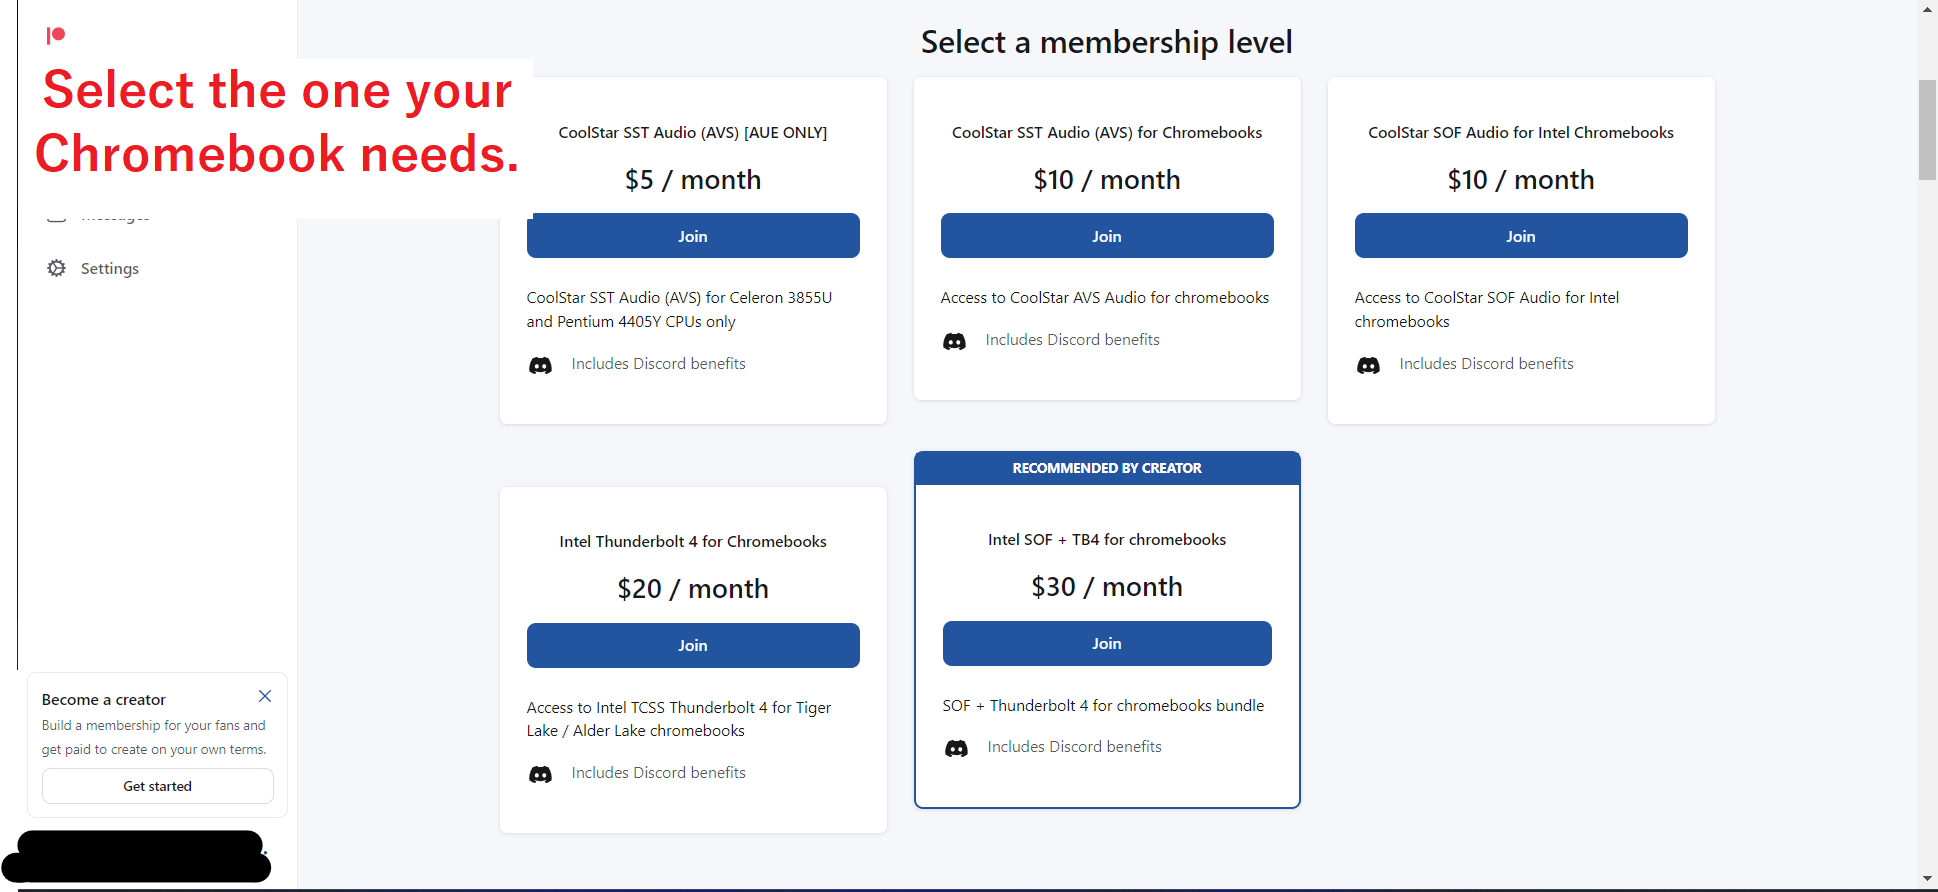 Select the one your
Chromebook needs.
Messages
Settings
Become a creator
Build a membership for your fans and
get paid to create on your own terms.
Get started
Select a membership level
CoolStar SST Audio (AVS) [AUE ONLY]
$5 / month
Join
CoolStar SST Audio (AVS) for Celeron 3855U
and Pentium 4405Y CPUs only
Includes Discord benefits
CoolStar SST Audio (AVS) for Chromebooks
$10 / month
Join
Access to CoolStar AVS Audio for chromebooks
Includes Discord benefits
CoolStar SOF Audio for Intel Chromebooks
$10 / month
Join
Access to CoolStar SOF Audio for Intel
chromebooks
Includes Discord benefits
Intel Thunderbolt 4 for Chromebooks
$20 / month
Join
Access to Intel TCSS Thunderbolt 4 for Tiger
Lake / Alder Lake chromebooks
Includes Discord benefits
RECOMMENDED BY CREATOR
Intel SOF + TB4 for chromebooks
$30 / month
Join
SOF + Thunderbolt 4 for chromebooks bundle
Includes Discord benefits